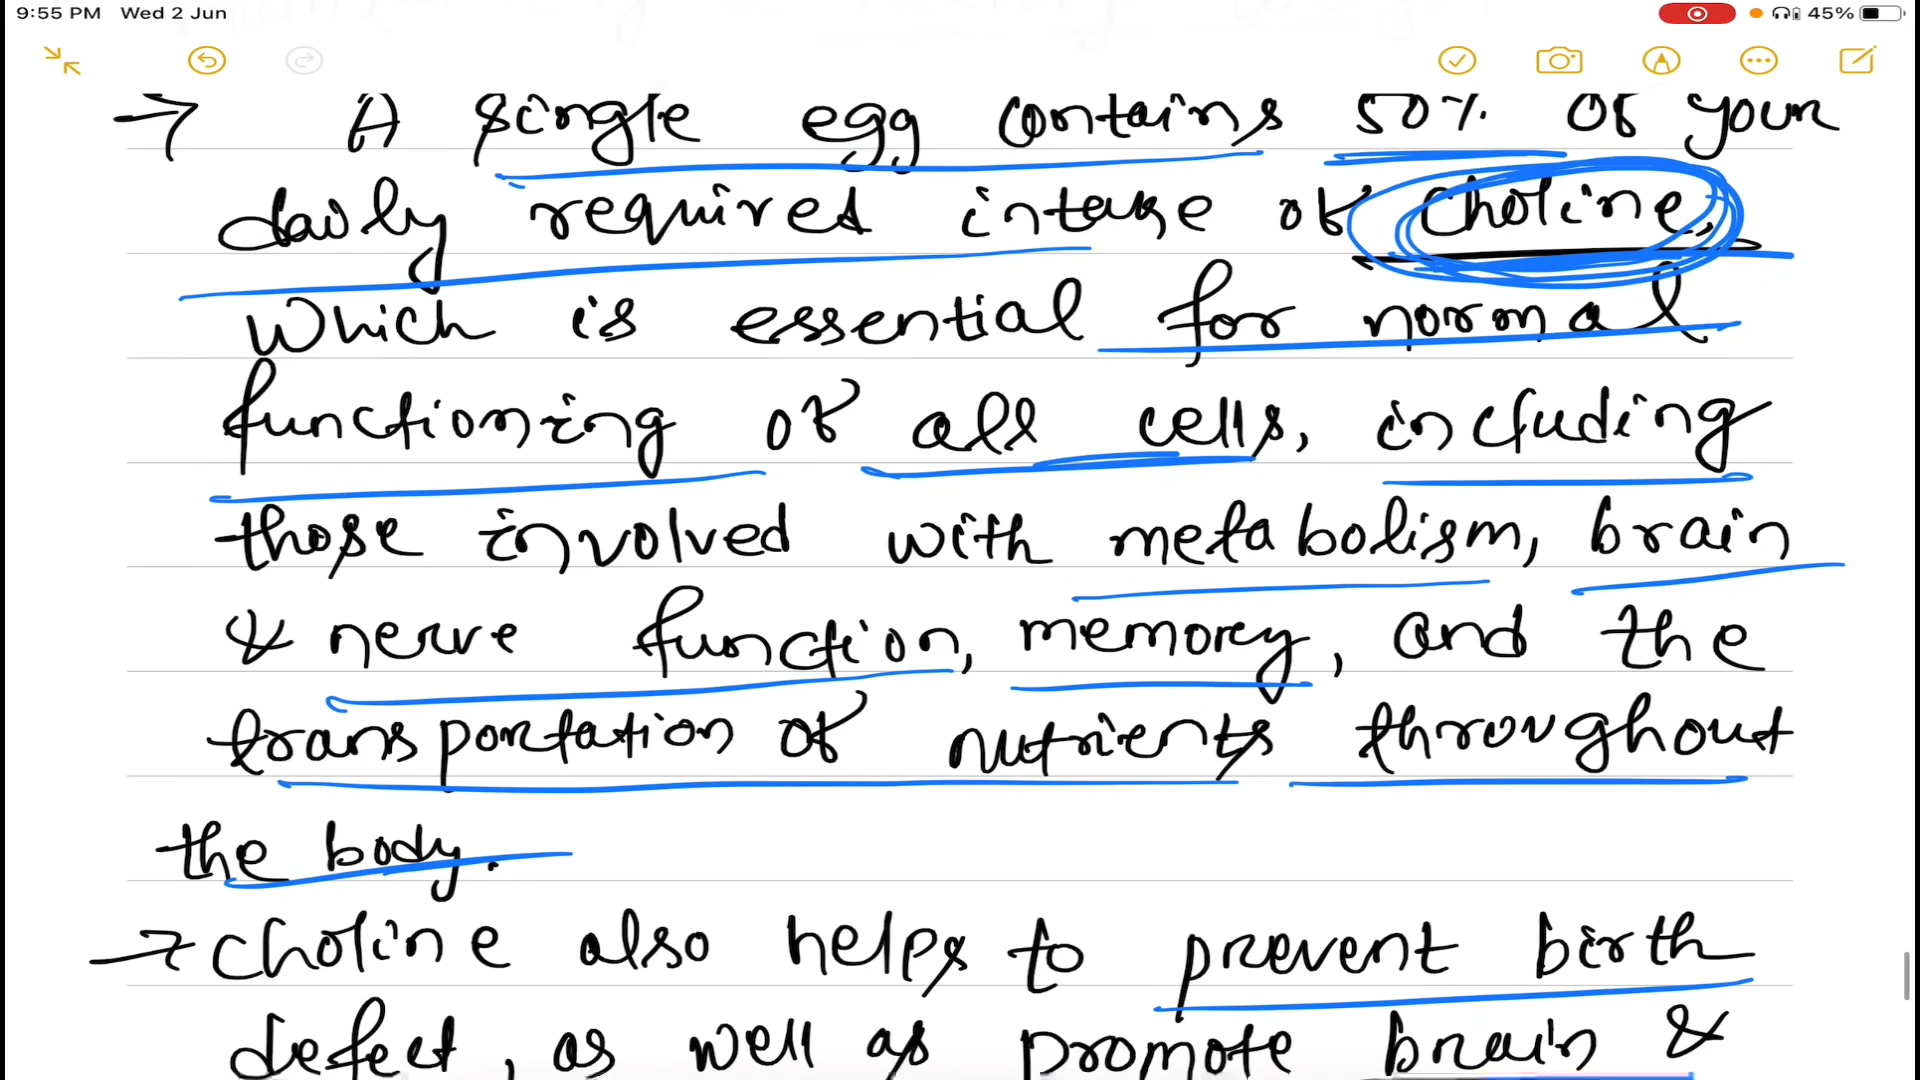 9:55 PM Wed 2 Jun 45%
→ A single egg contains 50% of your
daily required intake of choline,
which is essential for normal
functioning of all cells, including
those involved with metabolism, brain
& nerve function, memory, and the
transportation of nutrients throughout
the body.
→ choline also helps to prevent birth
defect, as well as promote brain &